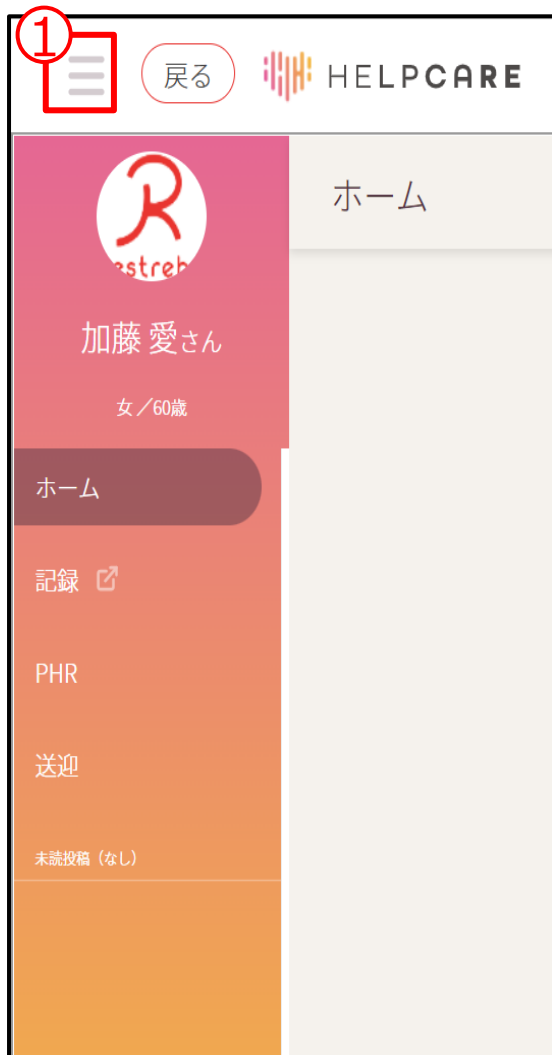 ①
戻る
HELPCARE
estreh
ホーム
加藤 愛さん
女／60歳
ホーム
記録
PHR
送迎
未読投稿（なし）